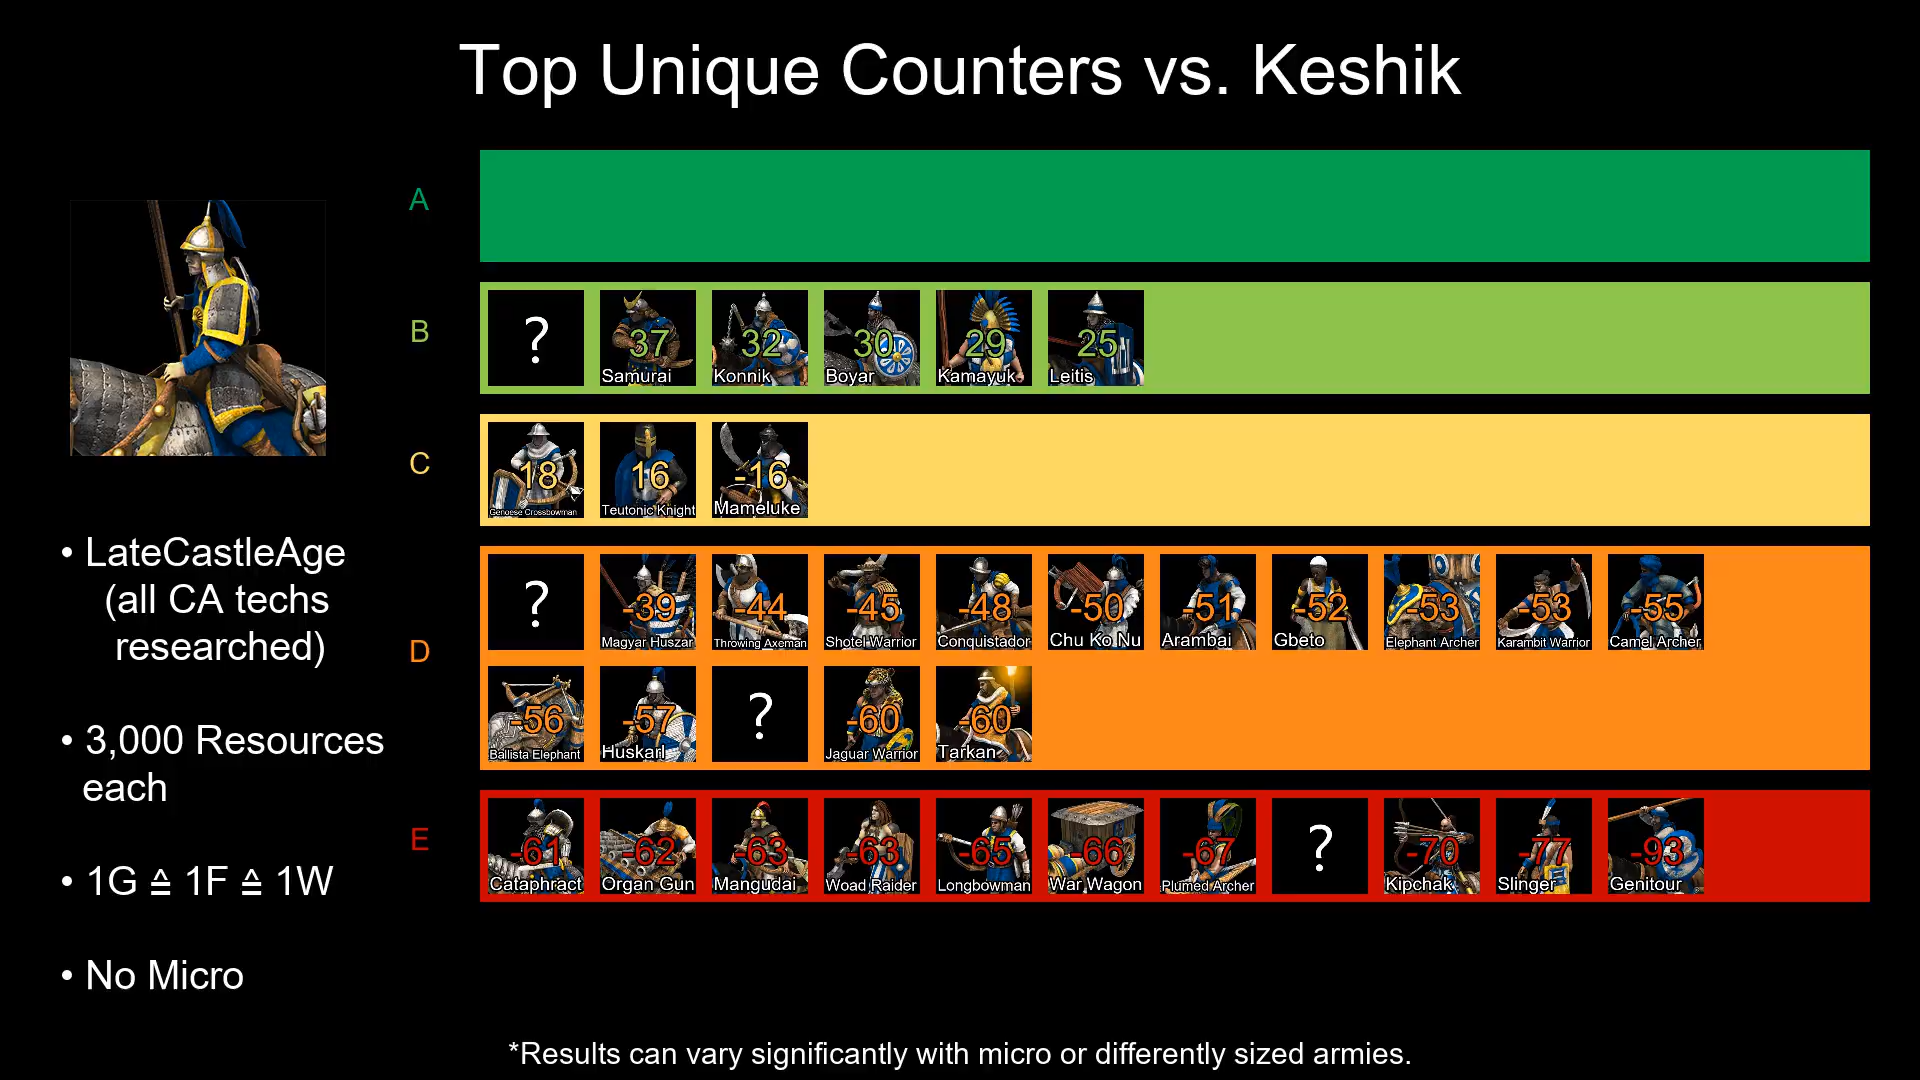 Top Unique Counters vs. Keshik
A
B
?
37
Samurai
32
Konnik
30
Boyar
29
Kamayuk
25
Leitis
C
18
Genoese Crossbowman
16
Teutonic Knight
-16
Mameluke
• LateCastleAge
(all CA techs
researched)
• 3,000 Resources
each
• 1G ≙ 1F ≙ 1W
• No Micro
D
?
-39
Magyar Huszar
-44
Throwing Axeman
-45
Shotel Warrior
-48
Conquistador
-50
Chu Ko Nu
-51
Arambai
-52
Gbeto
-53
Elephant Archer
-53
Karambit Warrior
-55
Camel Archer
-56
Ballista Elephant
-57
Huskarl
?
-60
Jaguar Warrior
-60
Tarkan
E
-61
Cataphract
-62
Organ Gun
-63
Mangudai
-63
Woad Raider
-65
Longbowman
-66
War Wagon
-67
Plumed Archer
?
-70
Kipchak
-77
Slinger
-93
Genitour
*Results can vary significantly with micro or differently sized armies.